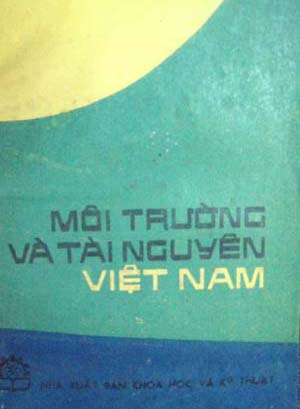 MÔI TRƯỜNG
VÀ TÀI NGUYÊN
VIỆT NAM
NHÀ XUẤT BẢN KHOA HỌC VÀ KỸ THUẬT